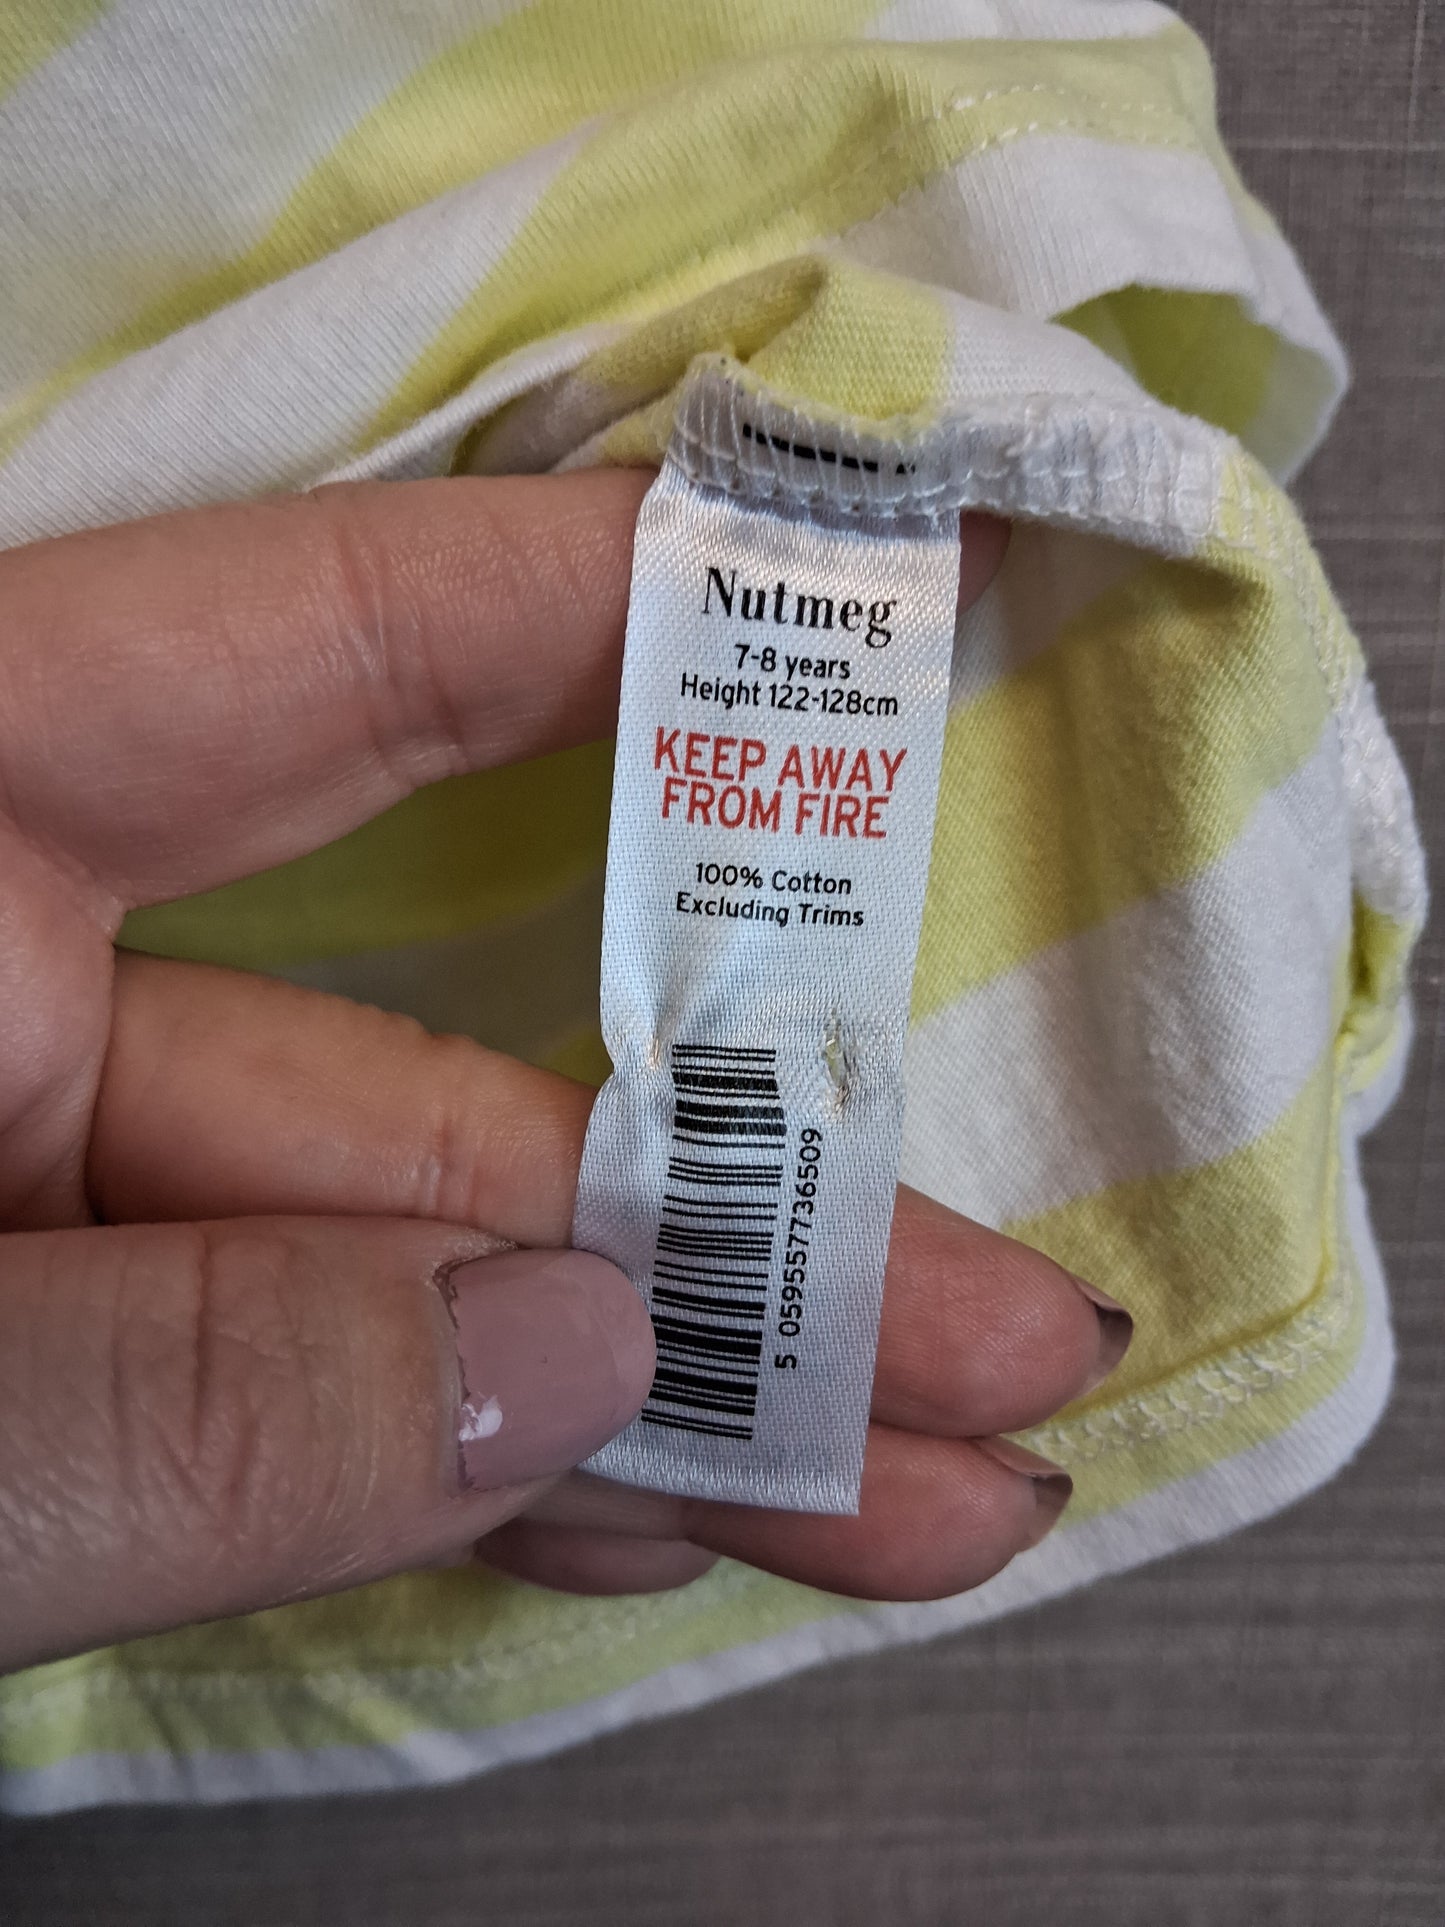 Nutmeg
7-8 years
Height 122-128cm
KEEP AWAY
FROM FIRE
100% Cotton
Excluding Trims
5 059557736509